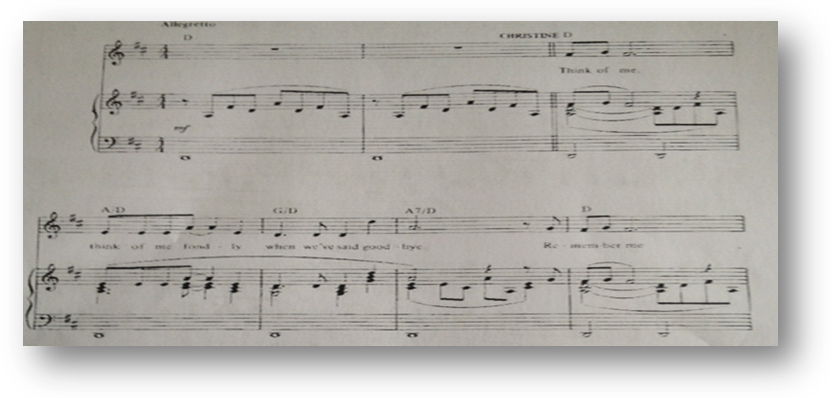 Allegretto
D CHRISTINE D
Think of me,
mf
A/D G/D A7/D D
think of me fond - ly when we've said good - bye. Re - mem - ber me